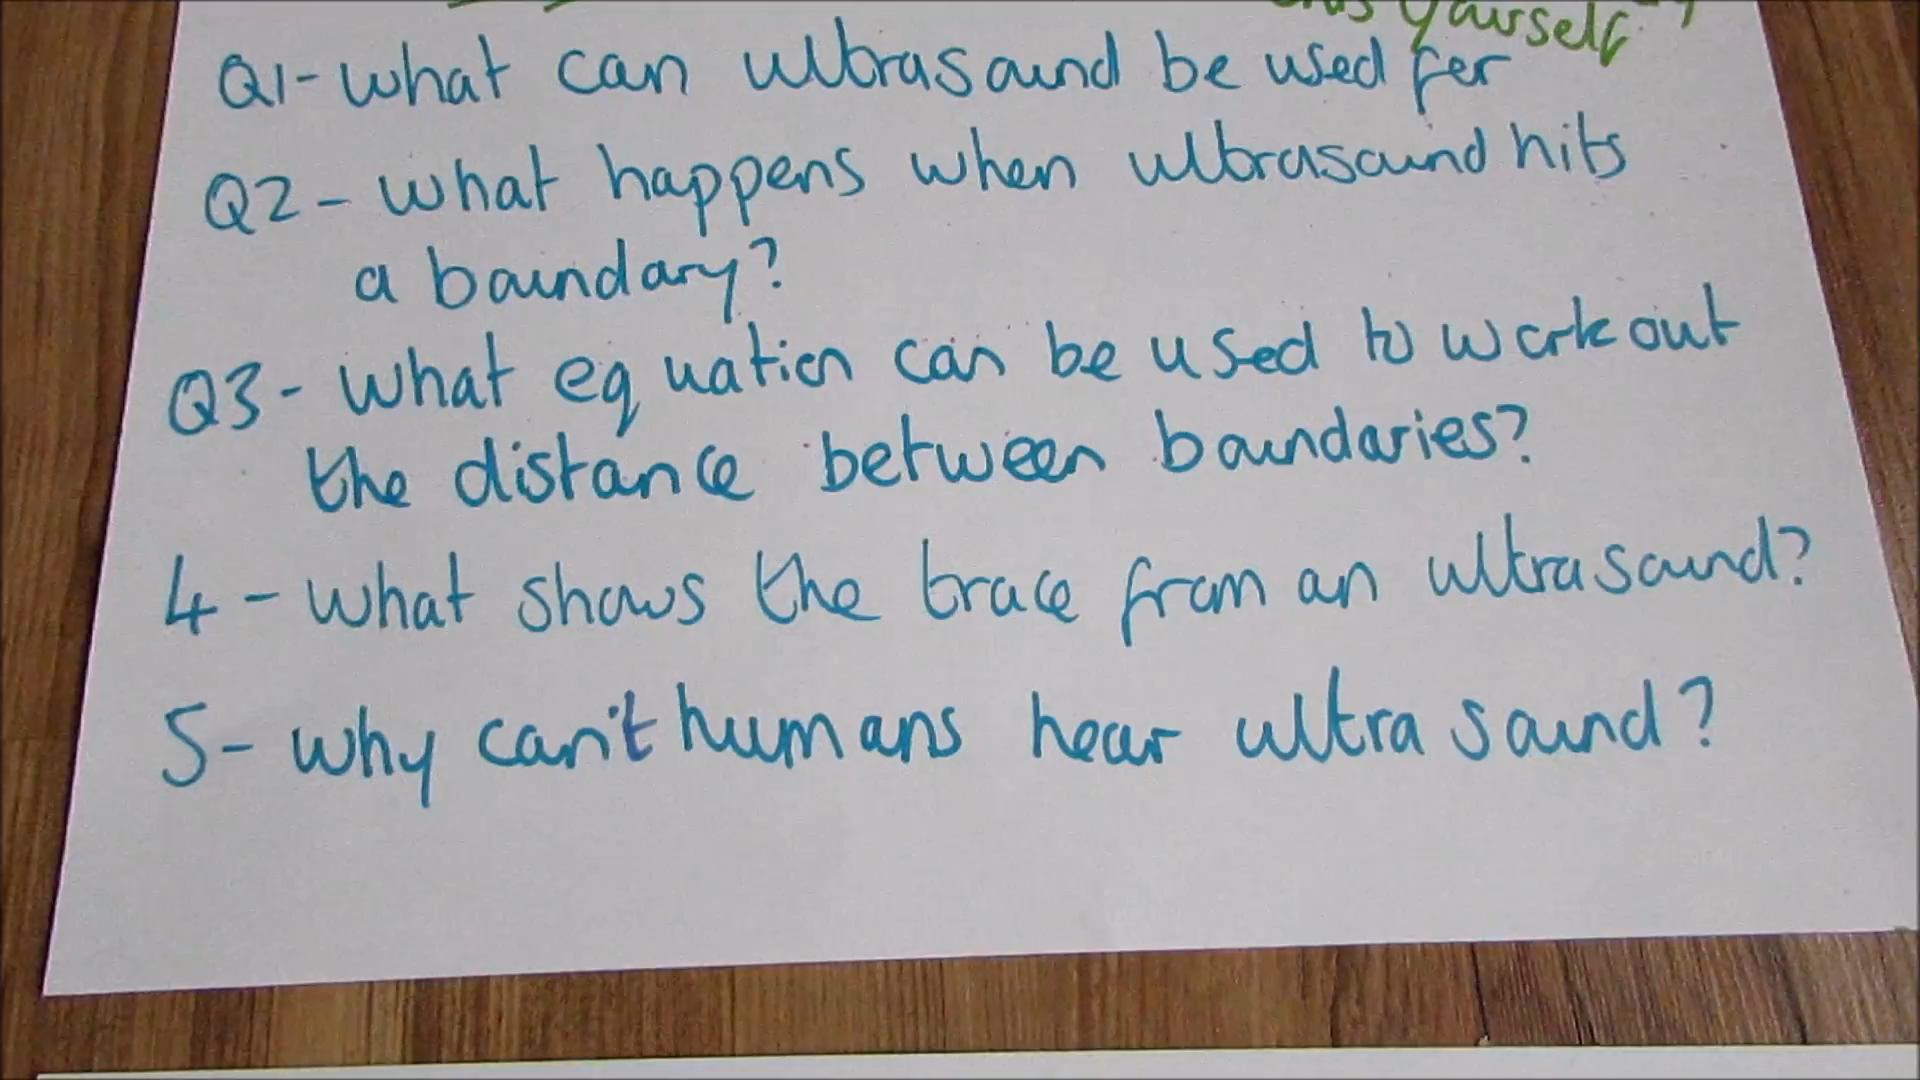 yourself
Q1-what can ultrasound be used for
Q2 - what happens when ultrasound hits
a boundary?
Q3 - what equation can be used to work out
the distance between boundaries?
4 - what shows the trace from an ultrasound?
5 - why can't humans hear ultra sound?